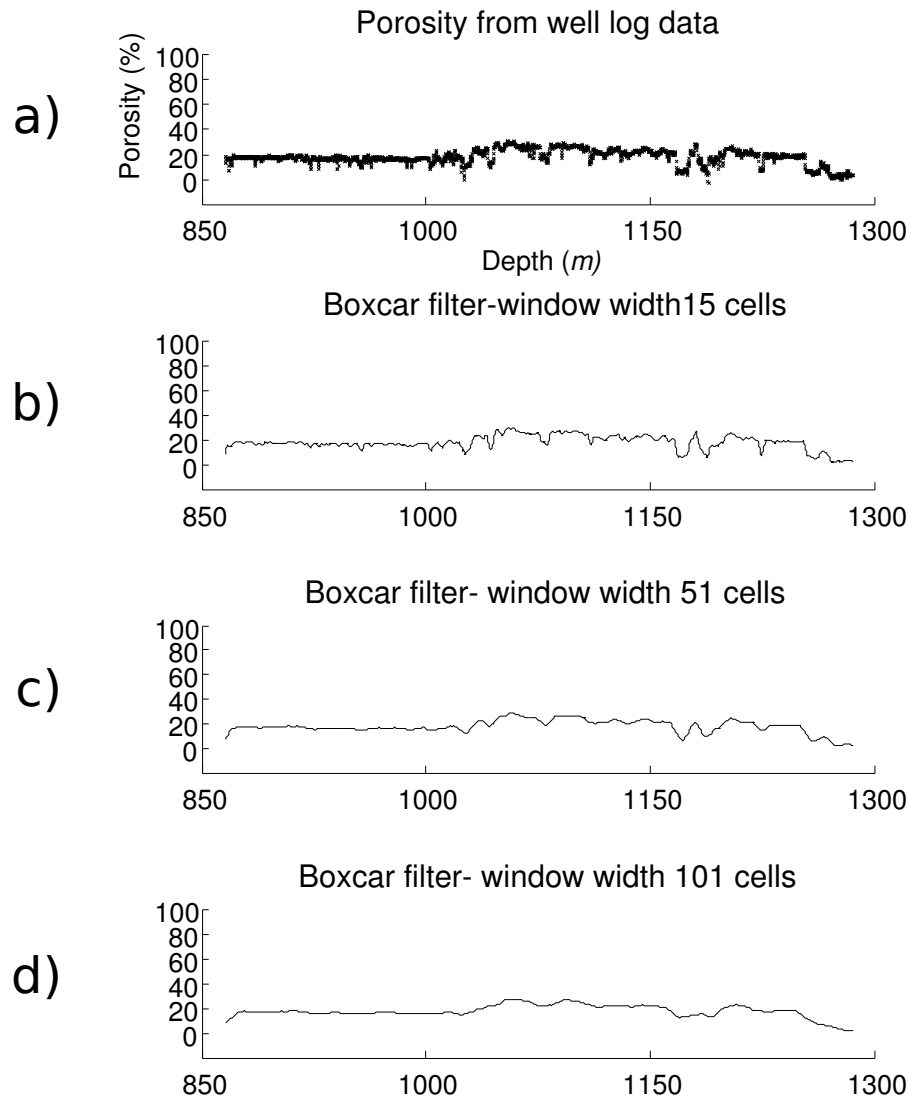 Porosity from well log data
a)
Porosity (%)
100
80
60
40
20
0
850 1000 1150 1300
Depth (m)
Boxcar filter-window width15 cells
b)
100
80
60
40
20
0
850 1000 1150 1300
Boxcar filter- window width 51 cells
c)
100
80
60
40
20
0
850 1000 1150 1300
Boxcar filter- window width 101 cells
d)
100
80
60
40
20
0
850 1000 1150 1300